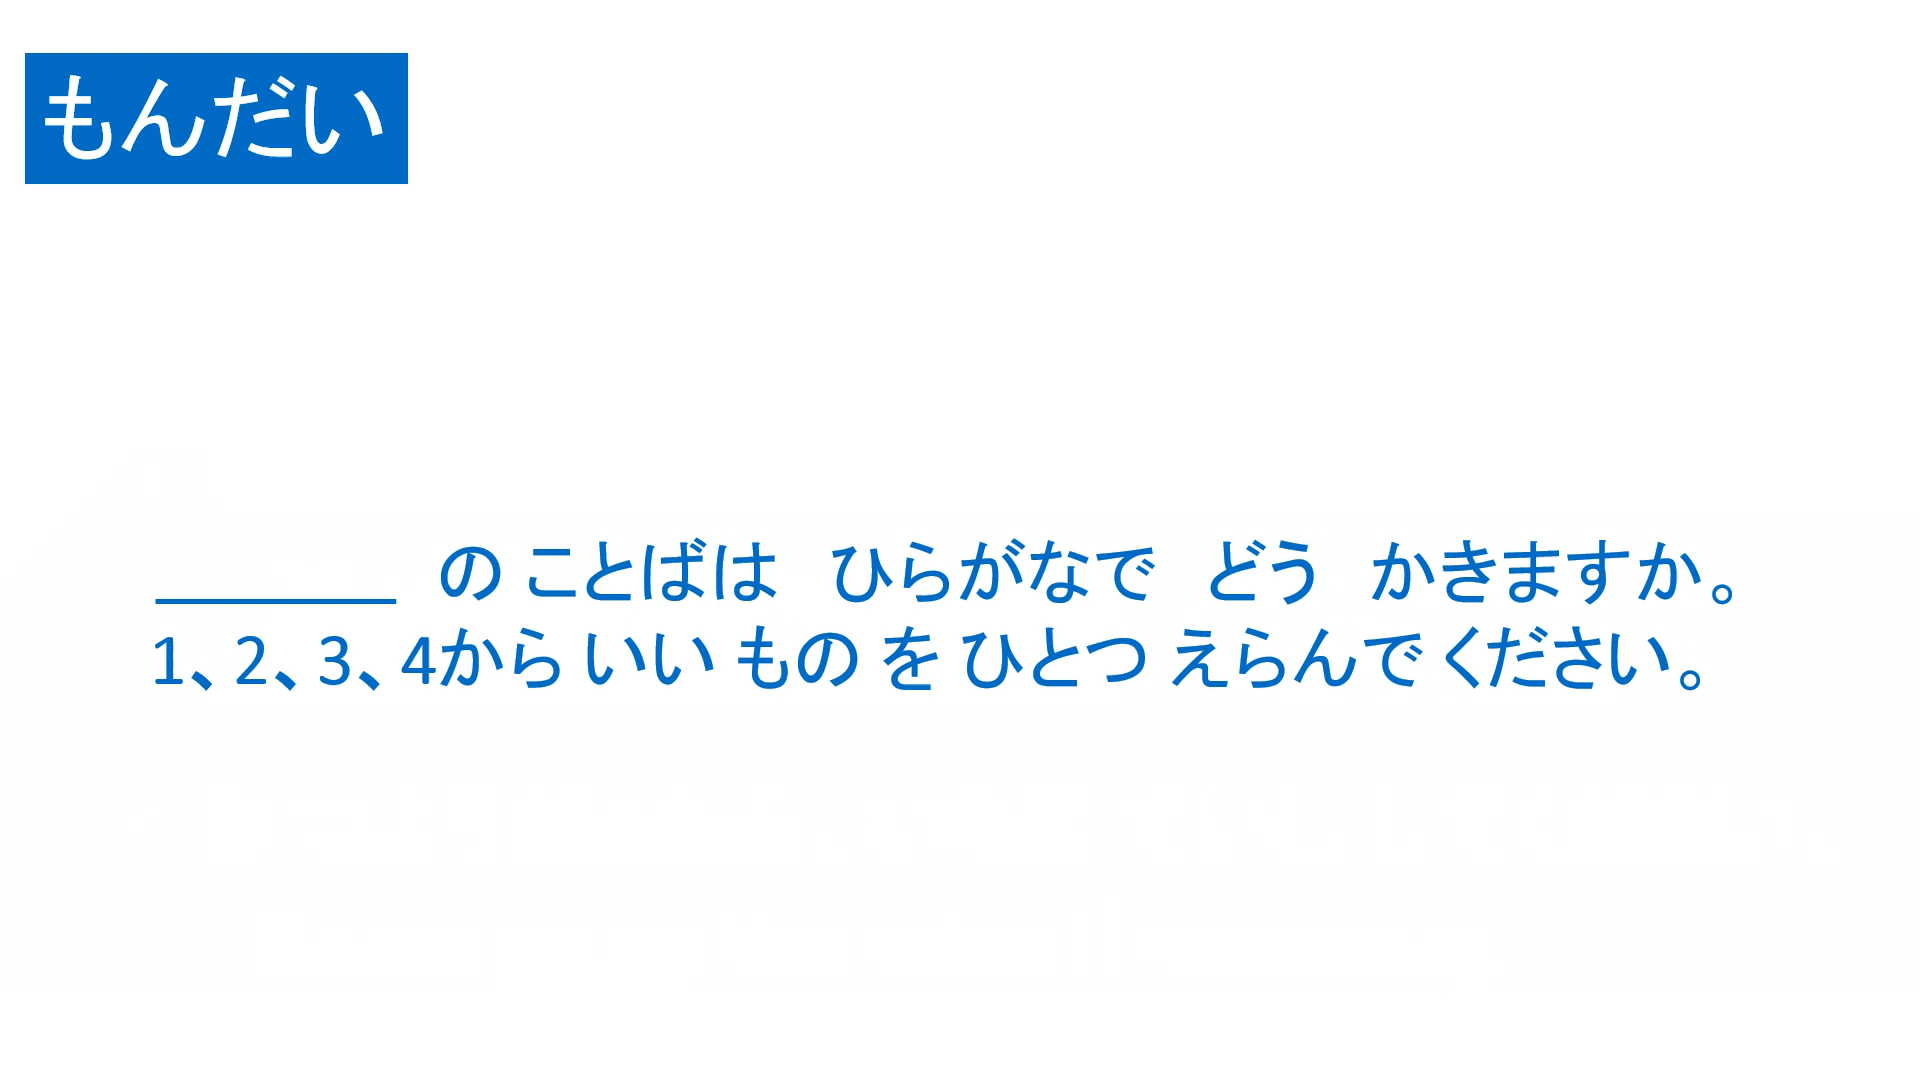 もんだい
________ の ことばは　ひらがなで　どう　かきますか。
1、2、3、4から いい もの を ひとつ えらんで ください。